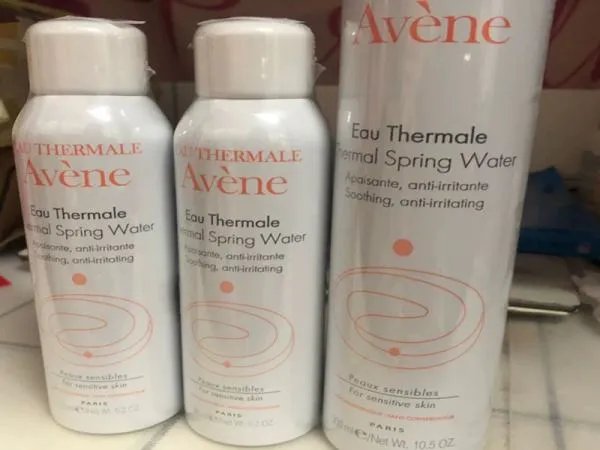 EAU THERMALE
Avène
Eau Thermale
Spring Water
Apaisante, anti-irritante
Soothing, anti-irritating
Peaux sensibles
For sensitive skin
PARIS
THERMALE
Avène
Eau Thermale
Spring Water
Apaisante, anti-irritante
Soothing, anti-irritating
Peaux sensibles
For sensitive skin
PARIS
Avène
Eau Thermale
Thermal Spring Water
Apaisante, anti-irritante
Soothing, anti-irritating
Peaux sensibles
For sensitive skin
PARIS
Net Wt. 10.5 OZ